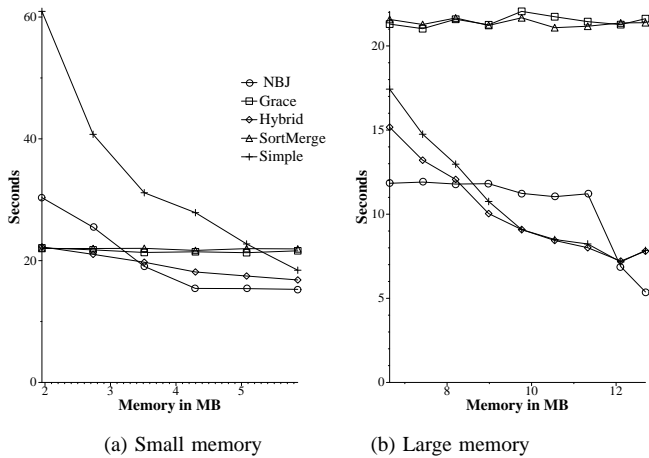 60
40
20
0
Seconds
2
3
4
5
Memory in MB
NBJ
Grace
Hybrid
SortMerge
Simple
(a) Small memory
20
15
10
5
0
Seconds
8
10
12
Memory in MB
(b) Large memory